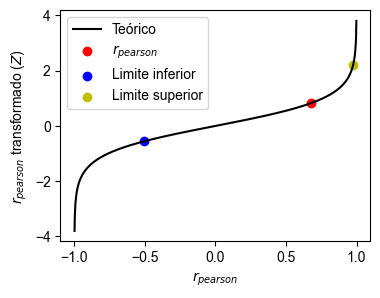 4
2
0
−2
−4
r_pearson transformado (Z)
Teórico
r_pearson
Limite inferior
Limite superior
−1.0 −0.5 0.0 0.5 1.0
r_pearson